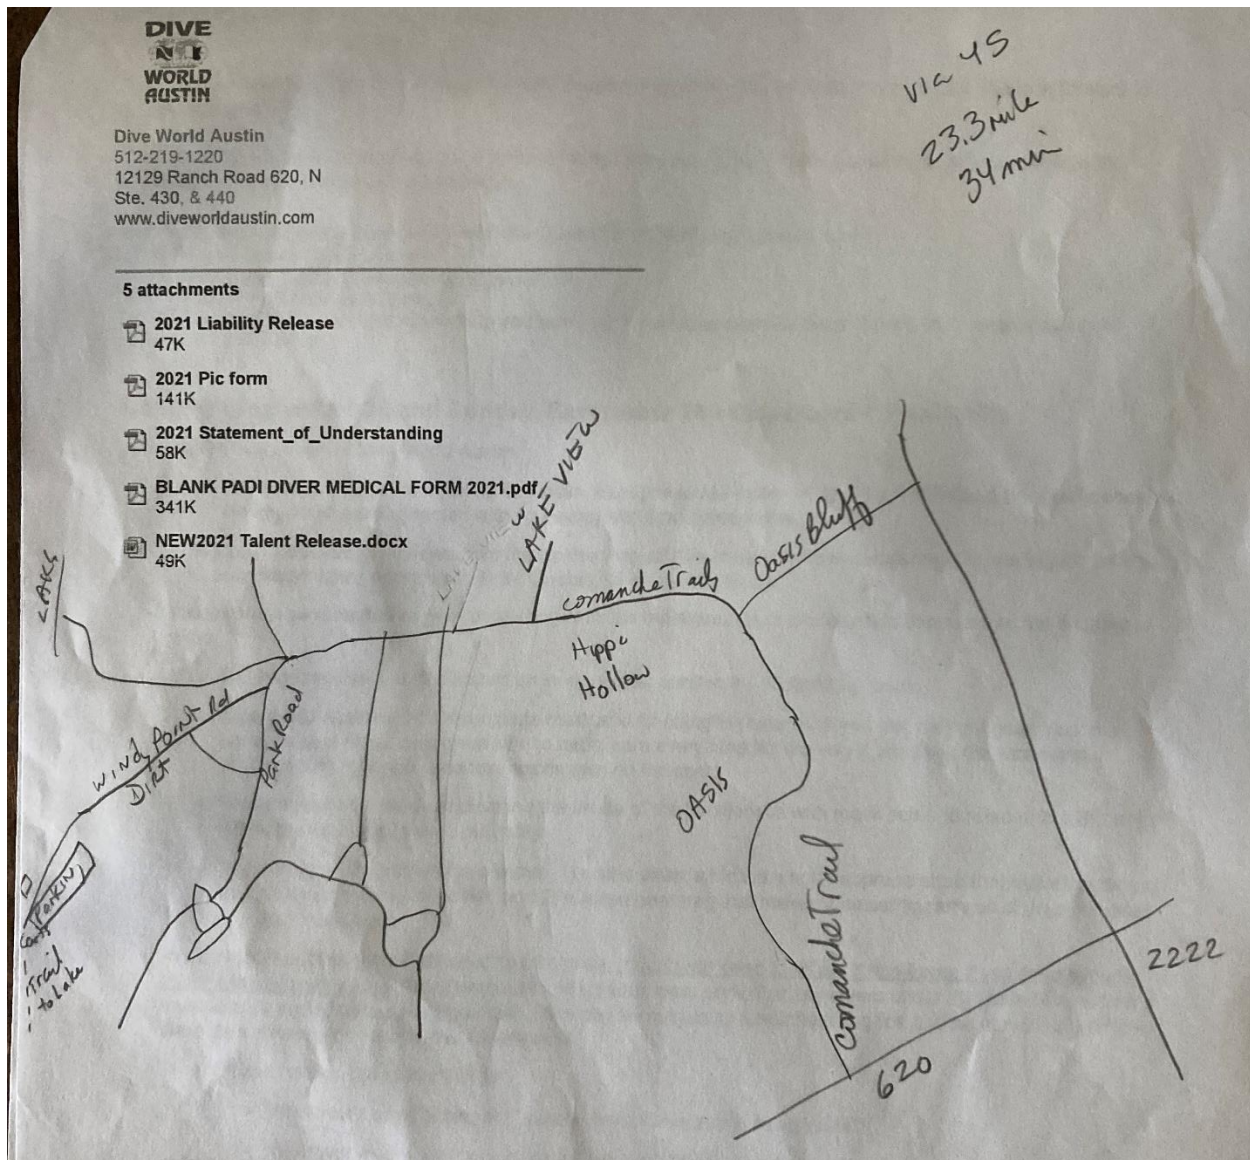 DIVE
WORLD
AUSTIN
via 45
23.3 mile
34 min
Dive World Austin
512-219-1220
12129 Ranch Road 620, N
Ste. 430, & 440
www.diveworldaustin.com
5 attachments
2021 Liability Release
47K
2021 Pic form
141K
2021 Statement_of_Understanding
58K
BLANK PADI DIVER MEDICAL FORM 2021.pdf
341K
NEW2021 Talent Release.docx
49K
LAKE VIEW
LAKE VIEW
Oasis Bluff
Comanche Trail
Hippi
Hollow
Windy Point Rd
Dirt
Park Road
OASIS
Comanche Trail
Parking
Trail
to Lake
2222
620